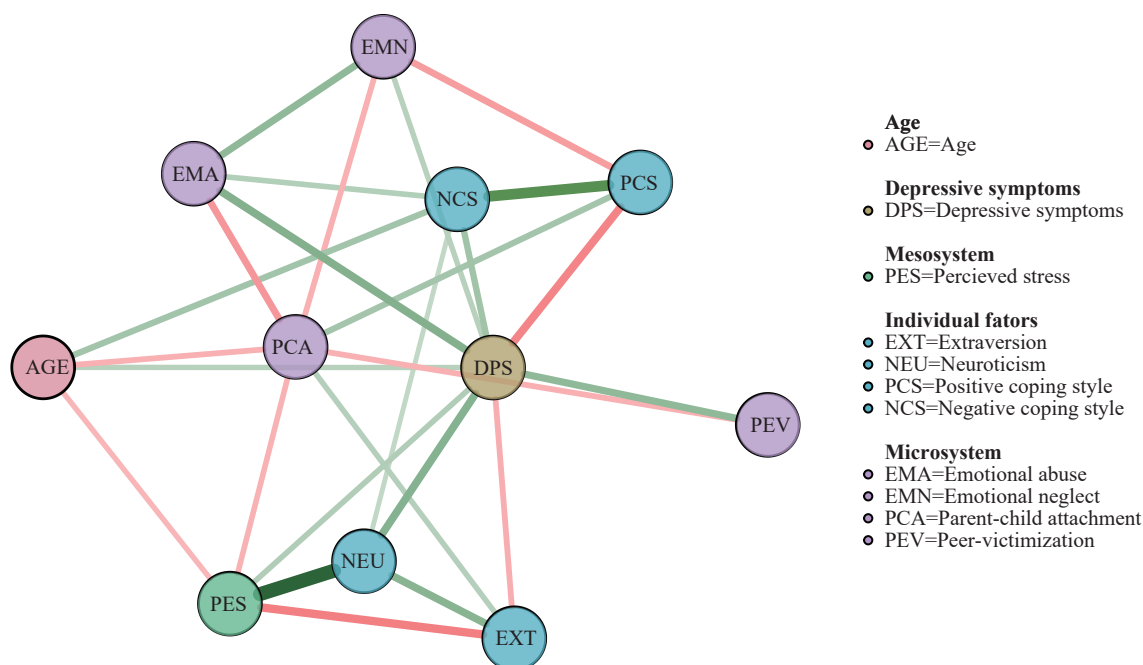 EMN
EMA
NCS
PCS
PCA
AGE
DPS
PEV
NEU
PES
EXT
Age
AGE=Age
Depressive symptoms
DPS=Depressive symptoms
Mesosystem
PES=Percieved stress
Individual fators
EXT=Extraversion
NEU=Neuroticism
PCS=Positive coping style
NCS=Negative coping style
Microsystem
EMA=Emotional abuse
EMN=Emotional neglect
PCA=Parent-child attachment
PEV=Peer-victimization